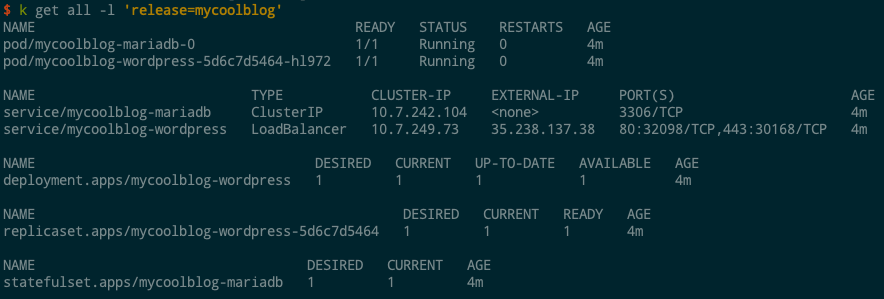 $ k get all -l 'release=mycoolblog'
NAME READY STATUS RESTARTS AGE
pod/mycoolblog-mariadb-0 1/1 Running 0 4m
pod/mycoolblog-wordpress-5d6c7d5464-hl972 1/1 Running 0 4m
NAME TYPE CLUSTER-IP EXTERNAL-IP PORT(S) AGE
service/mycoolblog-mariadb ClusterIP 10.7.242.104 <none> 3306/TCP 4m
service/mycoolblog-wordpress LoadBalancer 10.7.249.73 35.238.137.38 80:32098/TCP,443:30168/TCP 4m
NAME DESIRED CURRENT UP-TO-DATE AVAILABLE AGE
deployment.apps/mycoolblog-wordpress 1 1 1 1 4m
NAME DESIRED CURRENT READY AGE
replicaset.apps/mycoolblog-wordpress-5d6c7d5464 1 1 1 4m
NAME DESIRED CURRENT AGE
statefulset.apps/mycoolblog-mariadb 1 1 4m